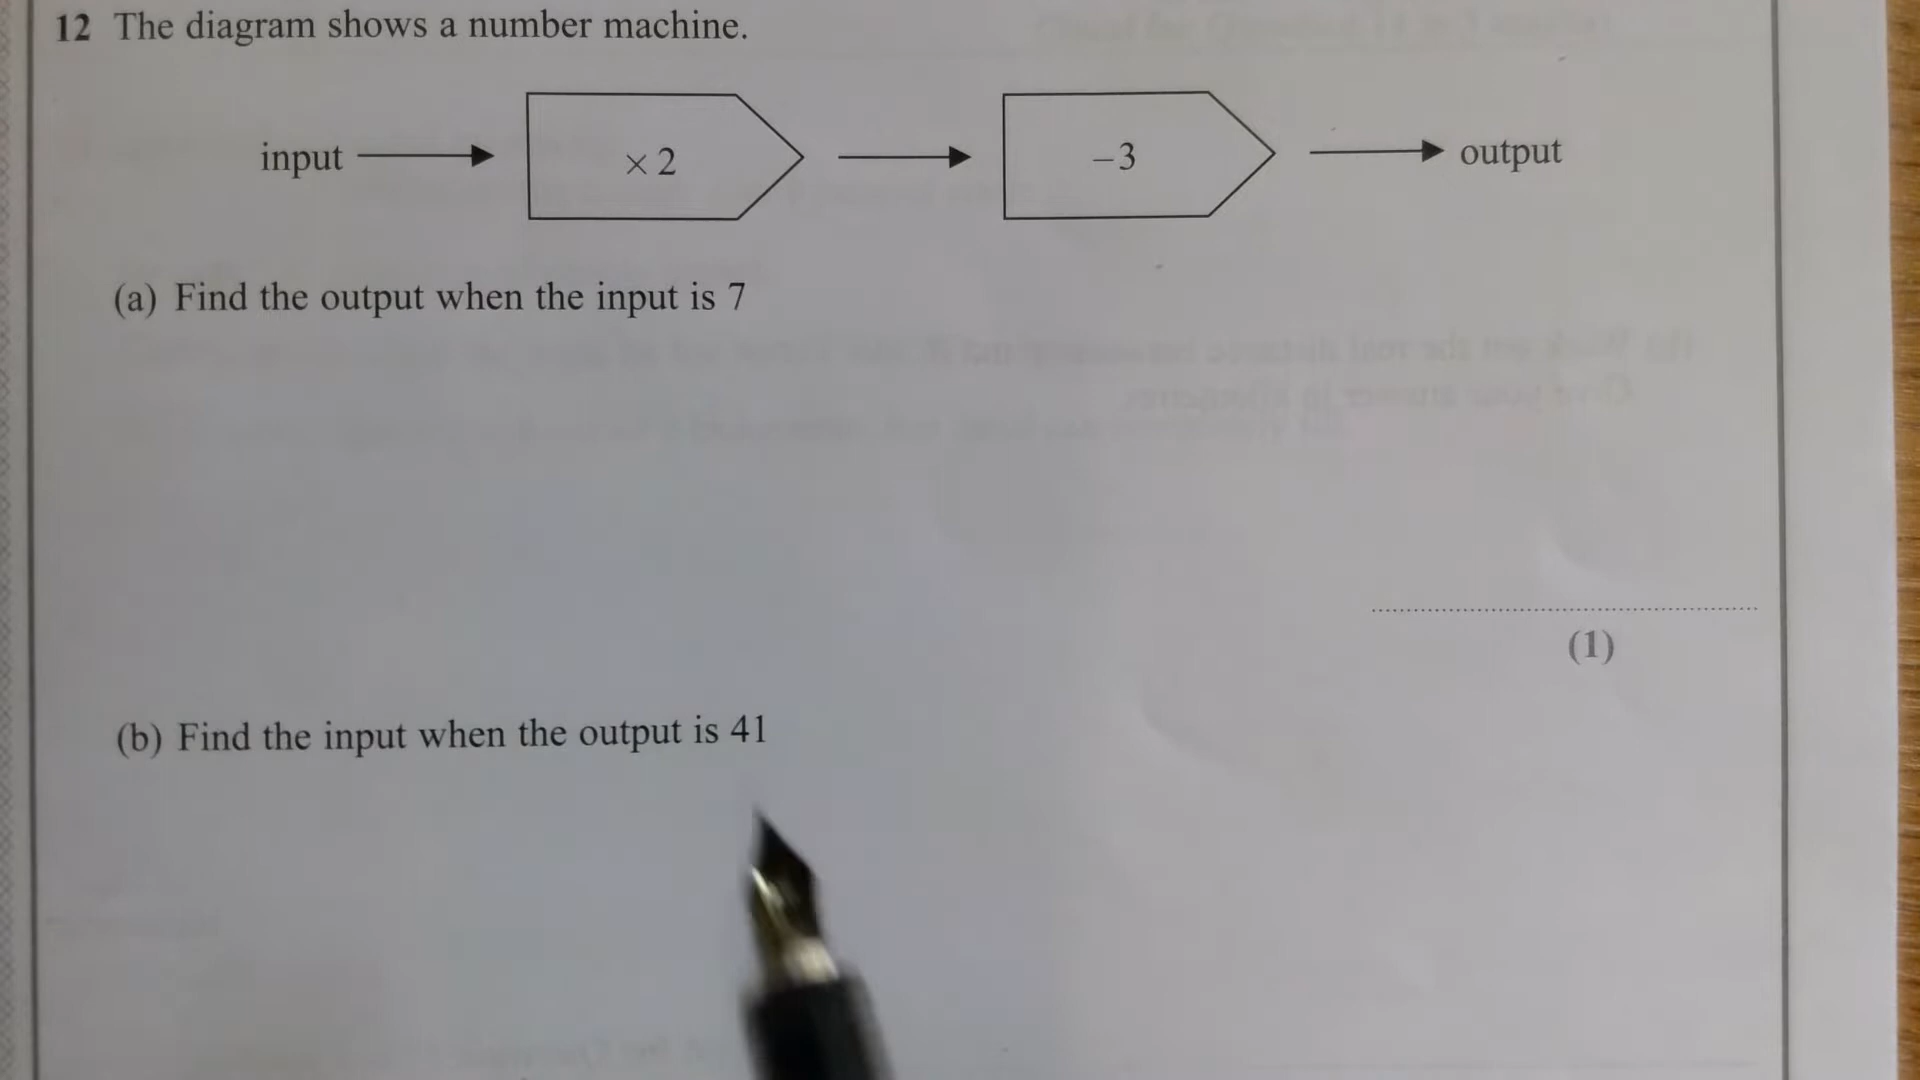 12 The diagram shows a number machine.
input × 2 −3 output
(a) Find the output when the input is 7
(1)
(b) Find the input when the output is 41